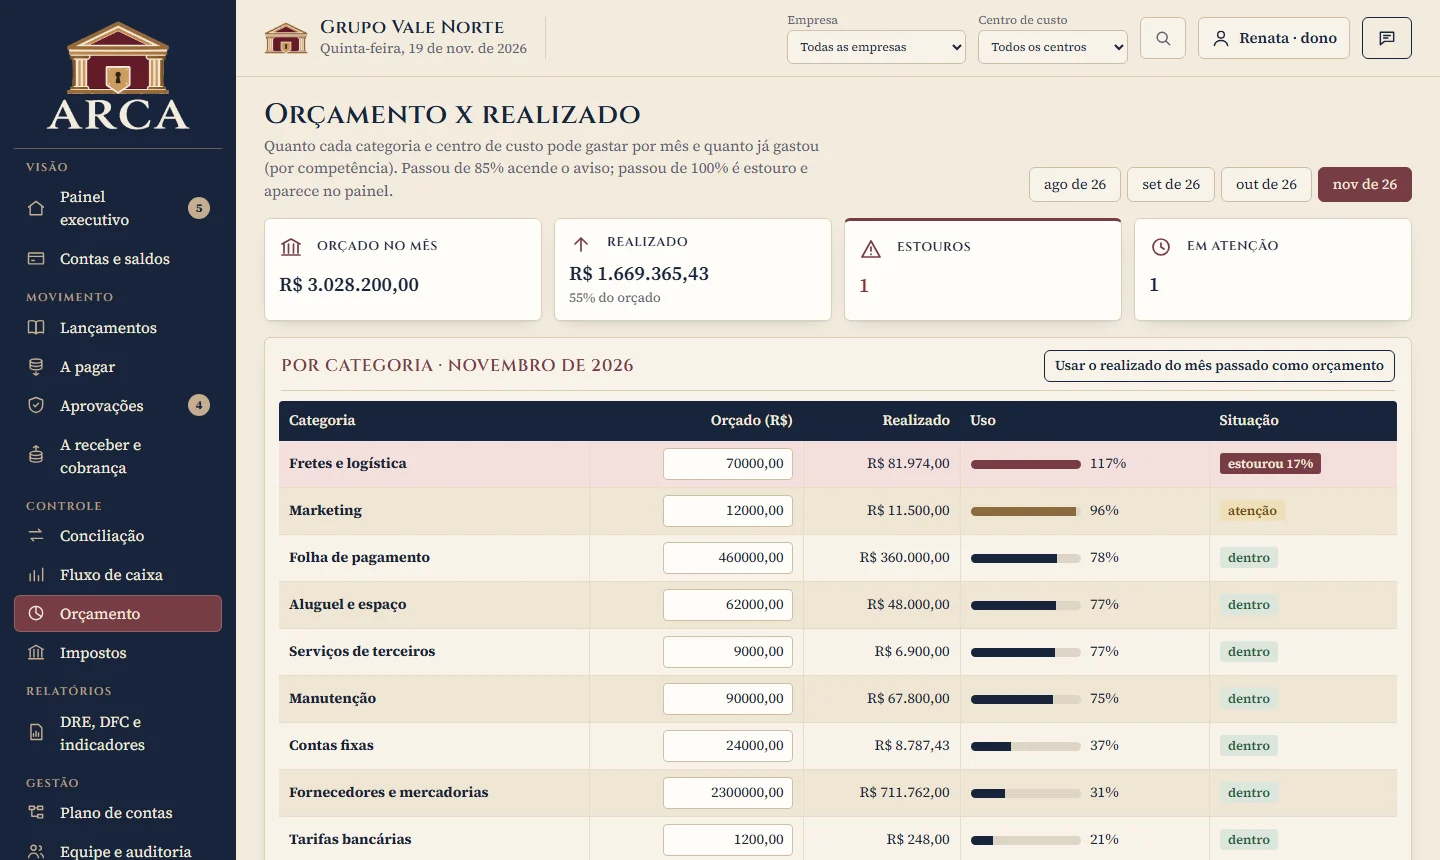 ARCA
VISÃO
Painel executivo 5
Contas e saldos
MOVIMENTO
Lançamentos
A pagar
Aprovações 4
A receber e cobrança
CONTROLE
Conciliação
Fluxo de caixa
Orçamento
Impostos
RELATÓRIOS
DRE, DFC e indicadores
GESTÃO
Plano de contas
Equipe e auditoria
Grupo Vale Norte
Quinta-feira, 19 de nov. de 2026
Empresa
Todas as empresas
Centro de custo
Todos os centros
Renata · dono
Orçamento x realizado
Quanto cada categoria e centro de custo pode gastar por mês e quanto já gastou
(por competência). Passou de 85% acende o aviso; passou de 100% é estouro e
aparece no painel.
ago de 26 set de 26 out de 26 nov de 26
ORÇADO NO MÊS
R$ 3.028.200,00
REALIZADO
R$ 1.669.365,43
55% do orçado
ESTOUROS
1
EM ATENÇÃO
1
POR CATEGORIA · NOVEMBRO DE 2026
Usar o realizado do mês passado como orçamento
Categoria Orçado (R$) Realizado Uso Situação
Fretes e logística 70000,00 R$ 81.974,00 117% estourou 17%
Marketing 12000,00 R$ 11.500,00 96% atenção
Folha de pagamento 460000,00 R$ 360.000,00 78% dentro
Aluguel e espaço 62000,00 R$ 48.000,00 77% dentro
Serviços de terceiros 9000,00 R$ 6.900,00 77% dentro
Manutenção 90000,00 R$ 67.800,00 75% dentro
Contas fixas 24000,00 R$ 8.787,43 37% dentro
Fornecedores e mercadorias 2300000,00 R$ 711.762,00 31% dentro
Tarifas bancárias 1200,00 R$ 248,00 21% dentro